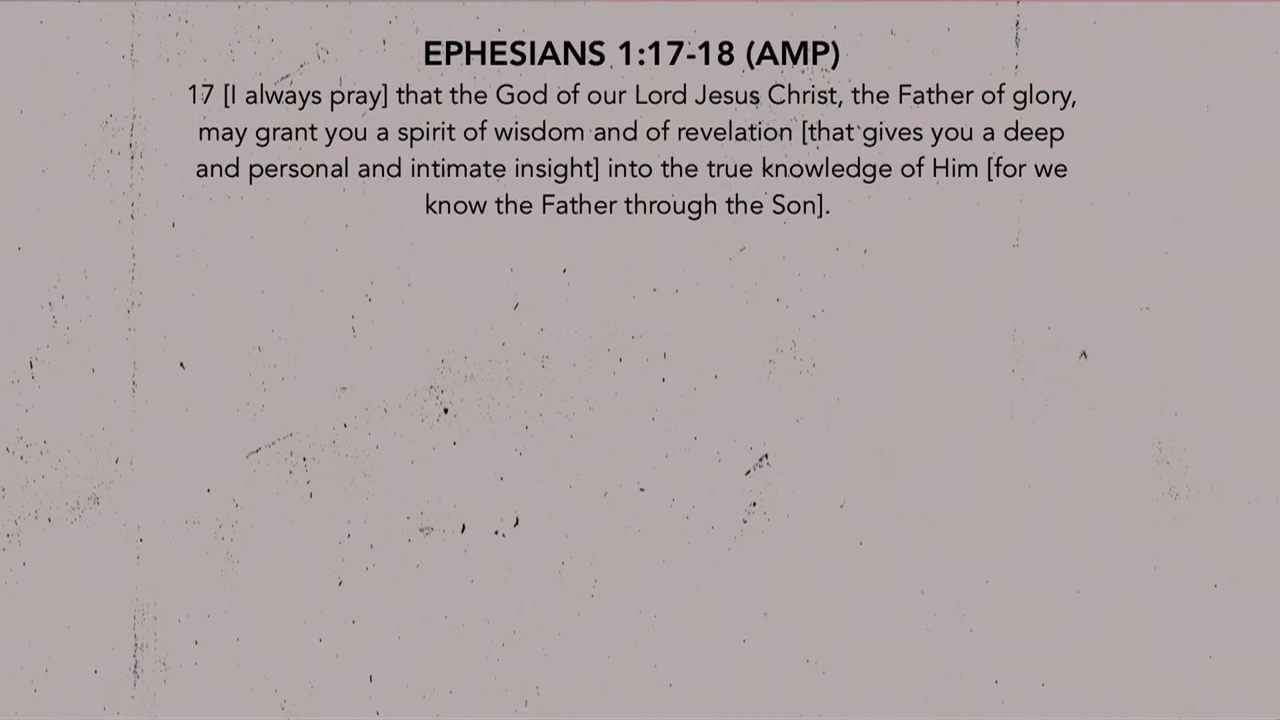 EPHESIANS 1:17-18 (AMP)
17 [I always pray] that the God of our Lord Jesus Christ, the Father of glory,
may grant you a spirit of wisdom and of revelation [that gives you a deep
and personal and intimate insight] into the true knowledge of Him [for we
know the Father through the Son].